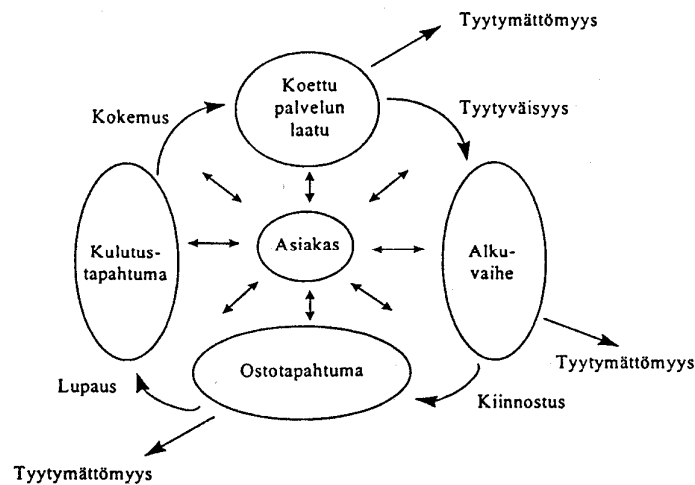 Tyytymättömyys
Koettu
palvelun
laatu
Kokemus
Tyytyväisyys
Kulutus-
tapahtuma
Asiakas
Alku-
vaihe
Ostotapahtuma
Tyytymättömyys
Lupaus
Kiinnostus
Tyytymättömyys